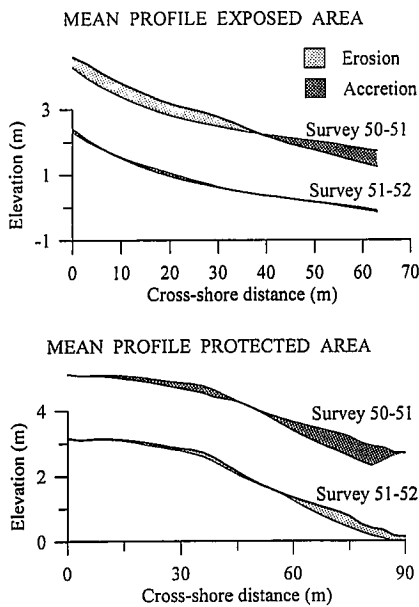 MEAN PROFILE EXPOSED AREA
Erosion
Accretion
Survey 50-51
Survey 51-52
Elevation (m)
3
1
-1
0 10 20 30 40 50 60 70
Cross-shore distance (m)
MEAN PROFILE PROTECTED AREA
Survey 50-51
Survey 51-52
Elevation (m)
4
2
0
0 30 60 90
Cross-shore distance (m)